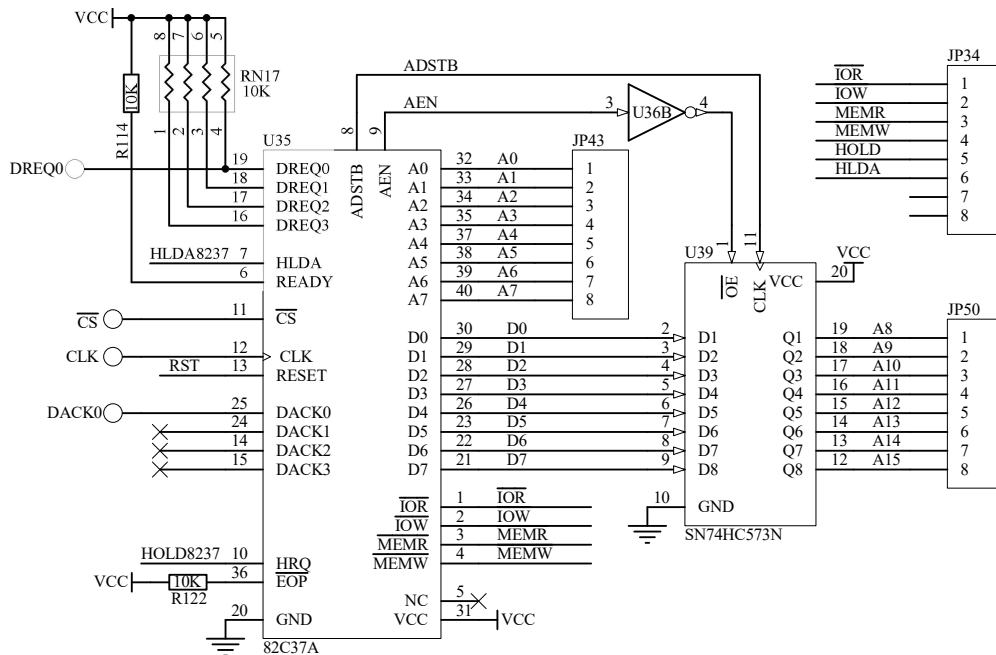 VCC
8 7 6 5
RN17
10K
10K
R114
1 2 3 4
ADSTB
AEN
3 U36B 4
JP34
IOR 1
IOW 2
MEMR 3
MEMW 4
HOLD 5
HLDA 6
7
8
U35
8 9
ADSTB
AEN
JP43
DREQ0 19 DREQ0
18 DREQ1
17 DREQ2
16 DREQ3
HLDA8237 7 HLDA
6 READY
CS 11 CS
CLK 12 CLK
RST 13 RESET
DACK0 25 DACK0
24 DACK1
14 DACK2
15 DACK3
HOLD8237 10 HRQ
VCC 10K 36 EOP
R122
20 GND
82C37A
A0 32 A0 1
A1 33 A1 2
A2 34 A2 3
A3 35 A3 4
A4 37 A4 5
A5 38 A5 6
A6 39 A6 7
A7 40 A7 8
D0 30 D0 2 D1
D1 29 D1 3 D2
D2 28 D2 4 D3
D3 27 D3 5 D4
D4 26 D4 6 D5
D5 23 D5 7 D6
D6 22 D6 8 D7
D7 21 D7 9 D8
IOR 1 IOR
IOW 2 IOW
MEMR 3 MEMR
MEMW 4 MEMW
NC 5
VCC 31 VCC
U39
1 11
OE
CLK
VCC 20 VCC
JP50
Q1 19 A8 1
Q2 18 A9 2
Q3 17 A10 3
Q4 16 A11 4
Q5 15 A12 5
Q6 14 A13 6
Q7 13 A14 7
Q8 12 A15 8
10 GND
SN74HC573N